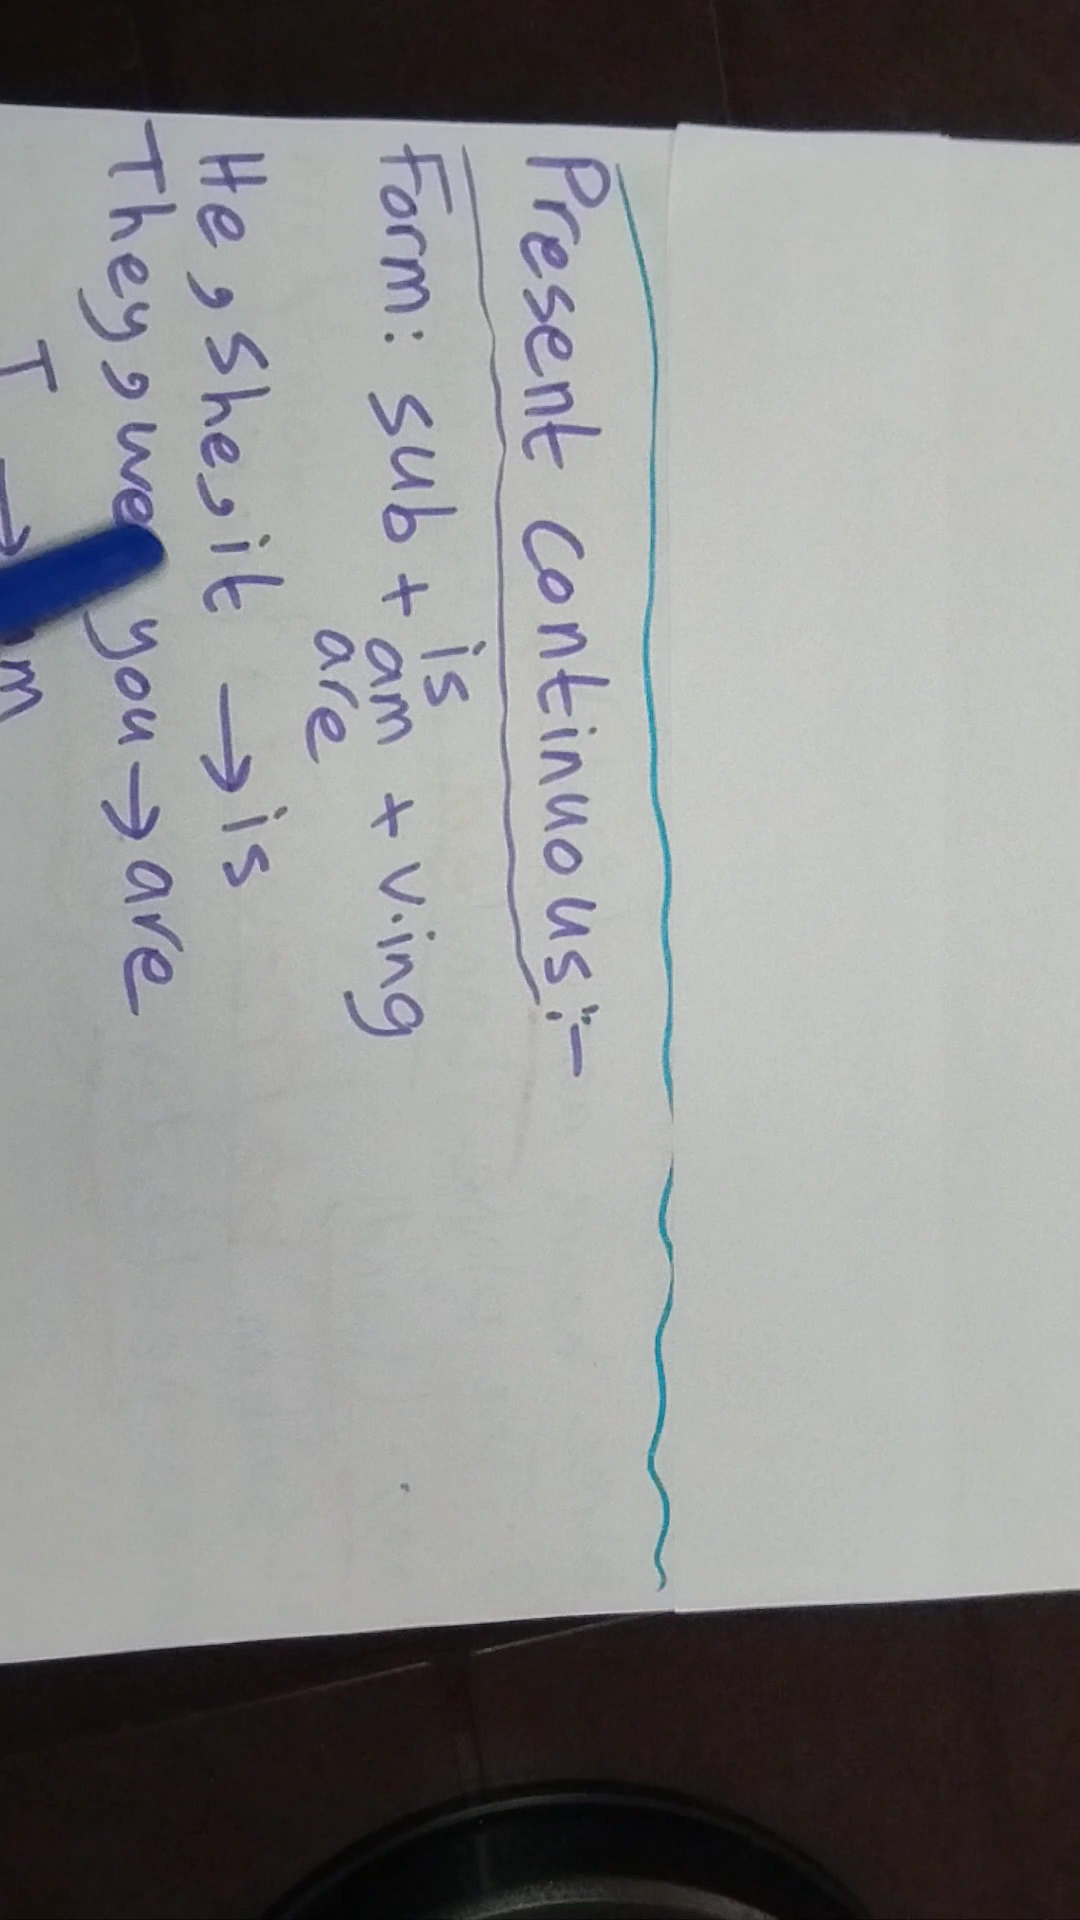 Present Continuous:-
Form: sub + is am are + v.ing
He, She, it → is
They, we you → are
I →